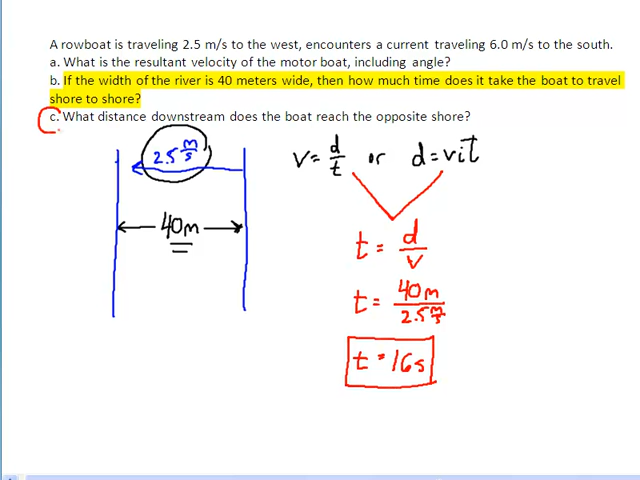 A rowboat is traveling 2.5 m/s to the west, encounters a current traveling 6.0 m/s to the south.
a. What is the resultant velocity of the motor boat, including angle?
b. If the width of the river is 40 meters wide, then how much time does it take the boat to travel
shore to shore?
c. What distance downstream does the boat reach the opposite shore?
2.5 m/s
40m
v = d/t or d = vit
t = d/v
t = 40m / 2.5 m/s
t = 16s